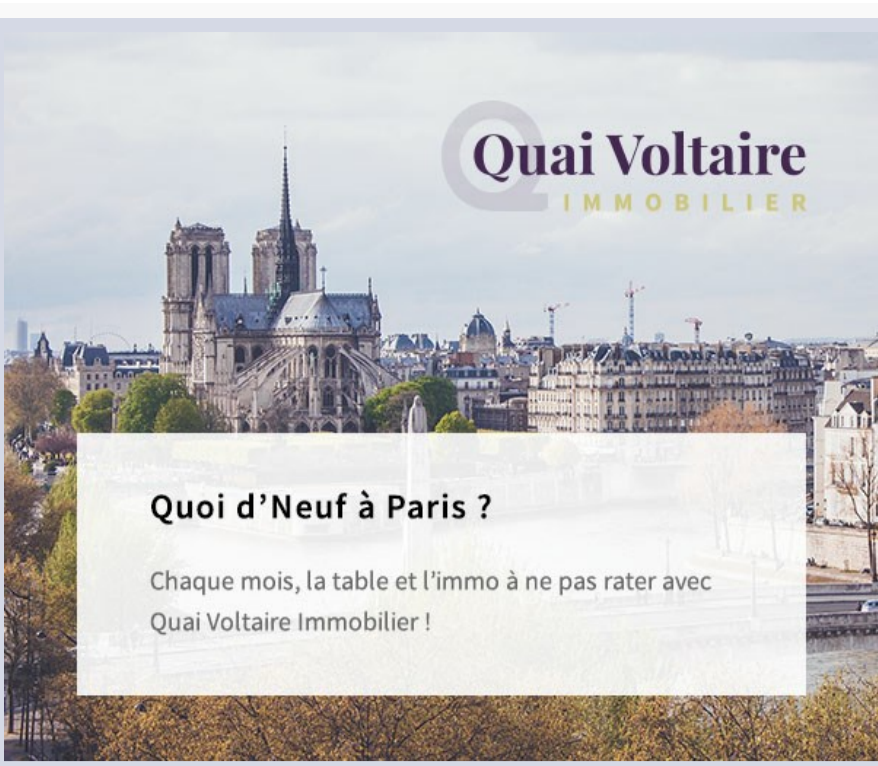 Quai Voltaire
IMMOBILIER
Quoi d’Neuf à Paris ?
Chaque mois, la table et l’immo à ne pas rater avec
Quai Voltaire Immobilier !